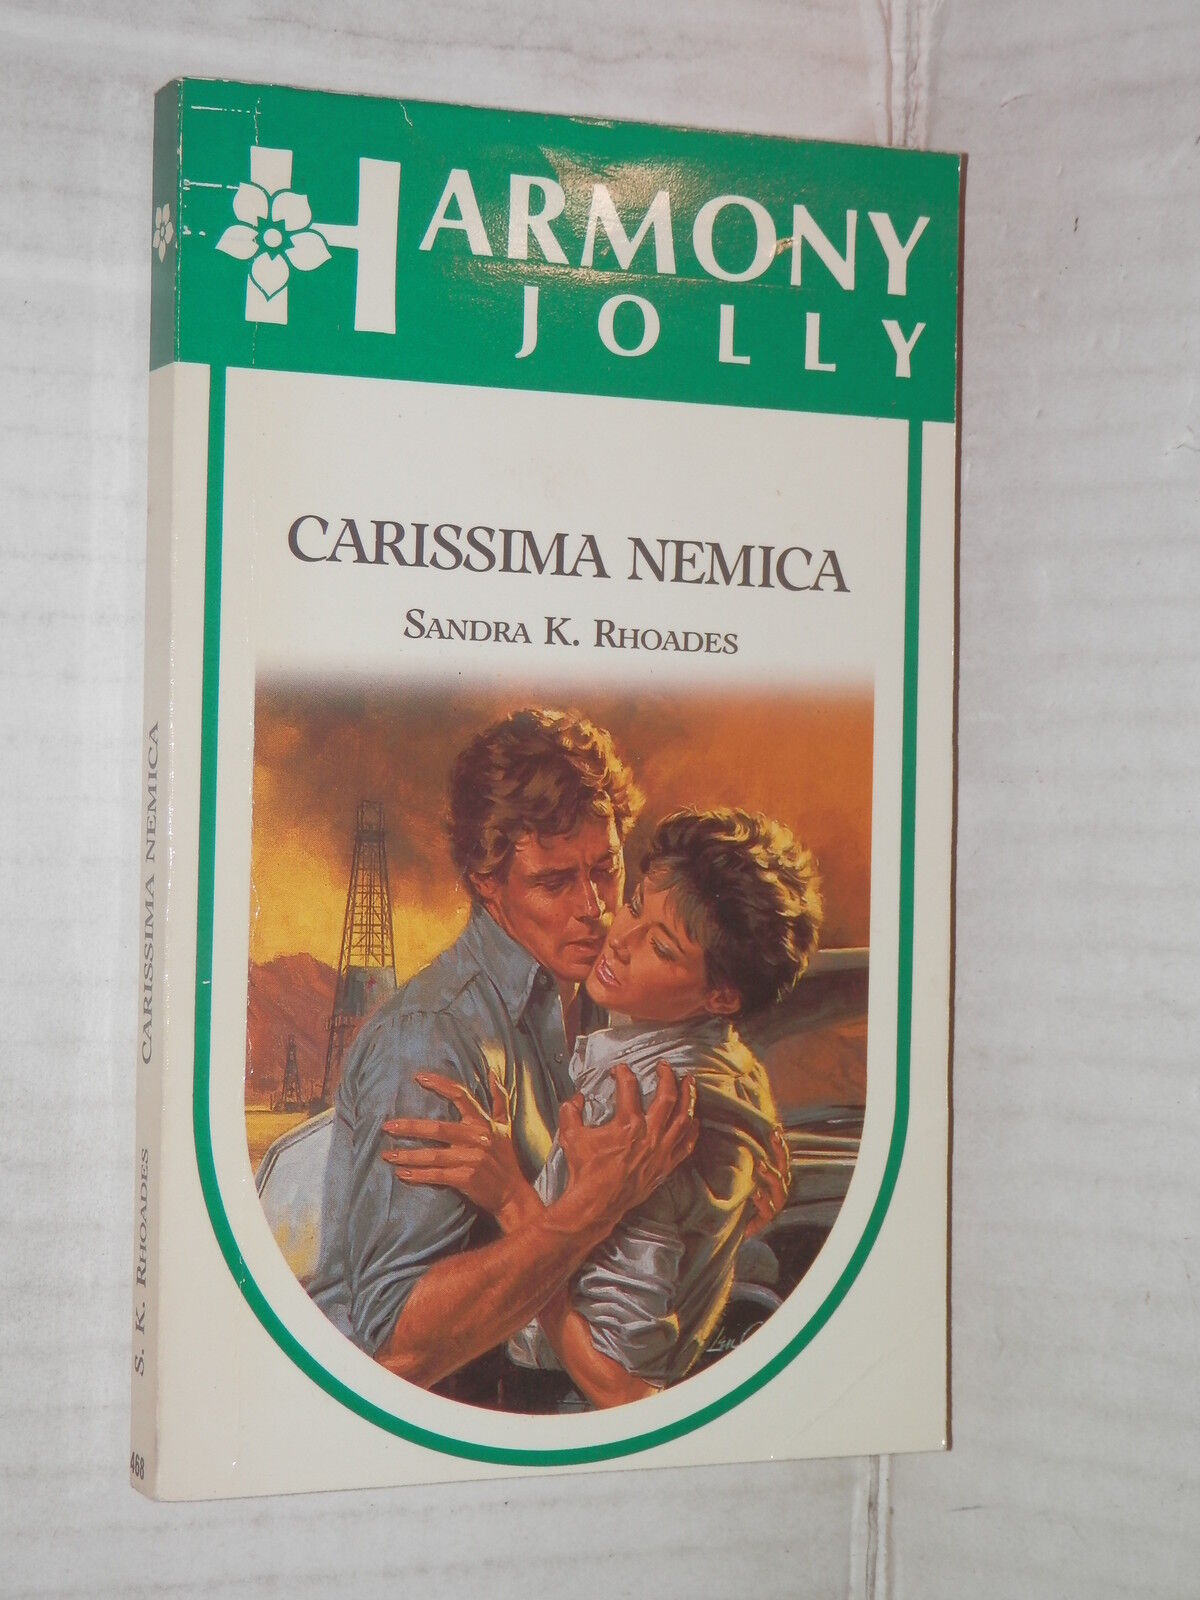 HARMONY
JOLLY
CARISSIMA NEMICA
SANDRA K. RHOADES
S. K. RHOADES CARISSIMA NEMICA
468